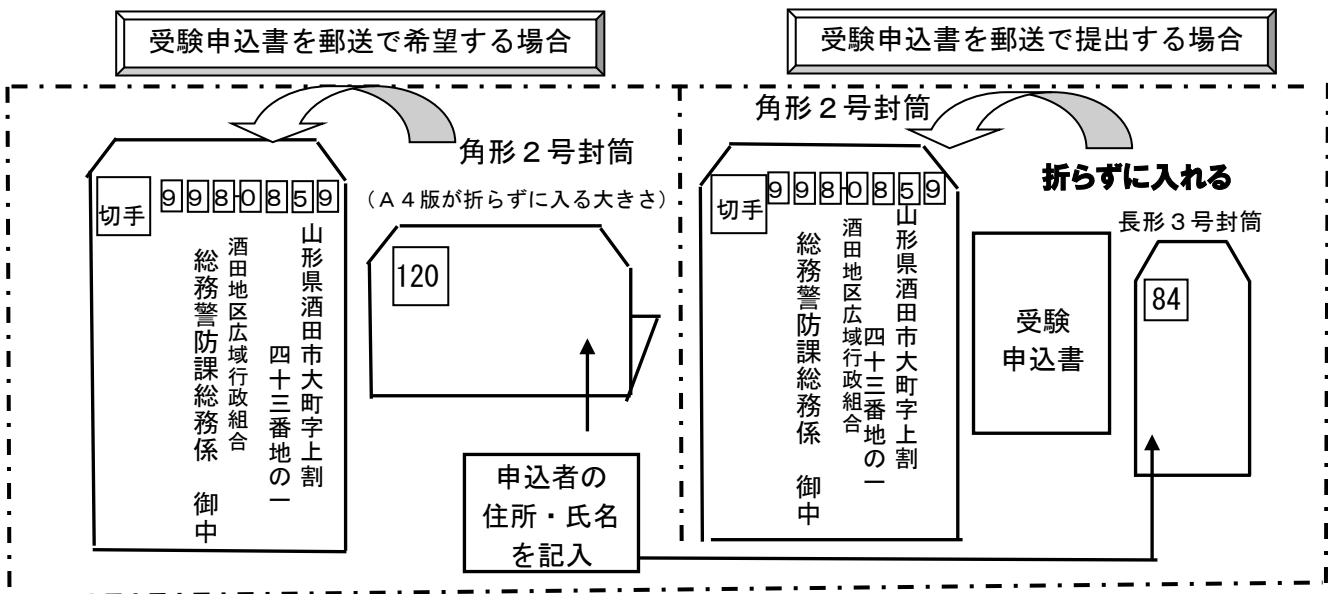 受験申込書を郵送で希望する場合
角形２号封筒
（Ａ４版が折らずに入る大きさ）
切手
９９８-０８５９
山形県酒田市大町字上割
四十三番地の一
酒田地区広域行政組合
総務警防課総務係　御中
120
申込者の
住所・氏名
を記入
受験申込書を郵送で提出する場合
角形２号封筒
折らずに入れる
切手
９９８-０８５９
山形県酒田市大町字上割
四十三番地の一
酒田地区広域行政組合
総務警防課総務係　御中
受験
申込書
長形３号封筒
84